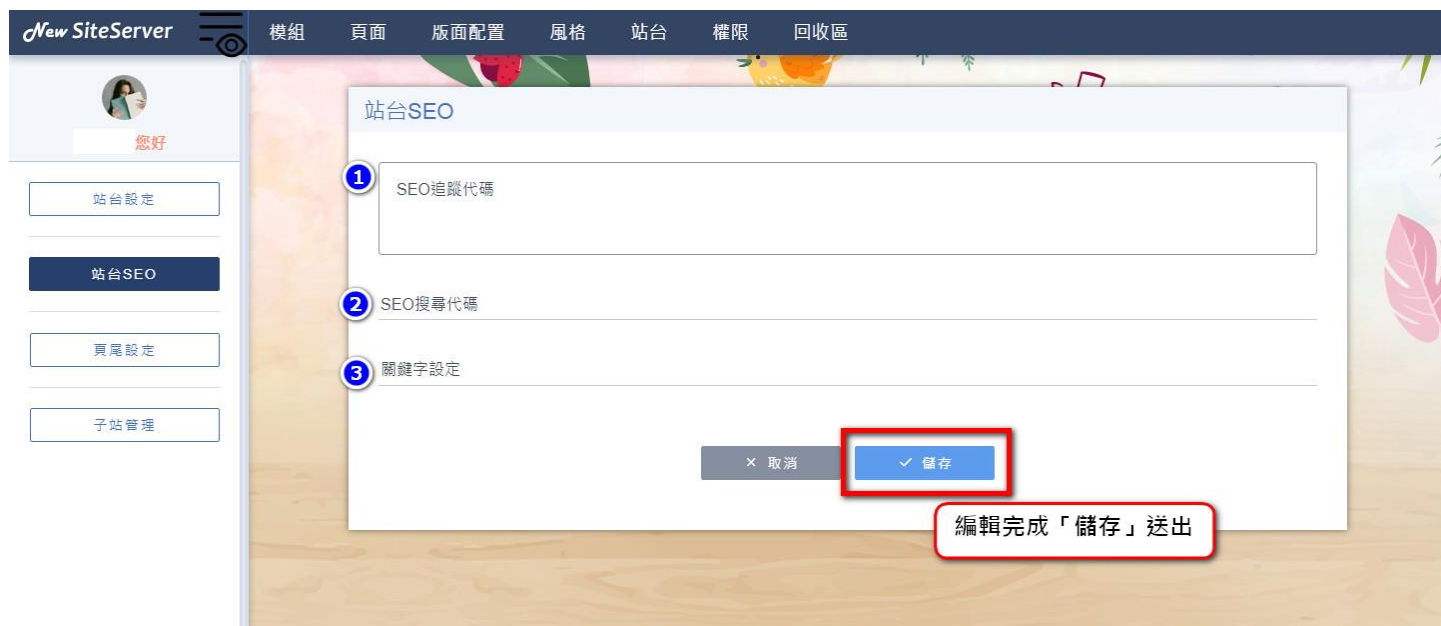 New SiteServer 模組 頁面 版面配置 風格 站台 權限 回收區
您好
站台設定
站台SEO
頁尾設定
子站管理
站台SEO
1 SEO追蹤代碼
2 SEO搜尋代碼
3 關鍵字設定
× 取消 ✓ 儲存
編輯完成「儲存」送出